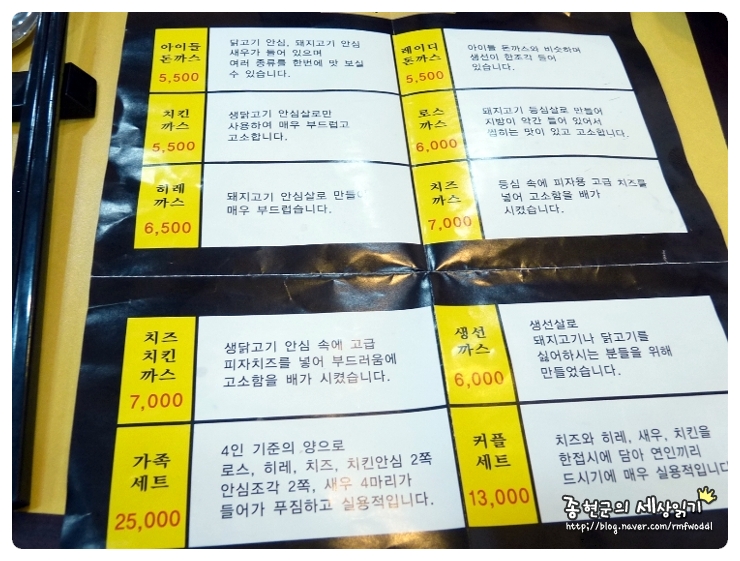 아이들
돈까스
5,500
닭고기 안심, 돼지고기 안심
새우가 들어 있으며
여러 종류를 한번에 맛 보실
수 있습니다.
레이디
돈까스
5,500
아이들 돈까스와 비슷하며
생선이 한조각 들어
있습니다.
치킨
까스
5,500
생닭고기 안심살로만
사용하여 매우 부드럽고
고소합니다.
로스
까스
6,000
돼지고기 등심살로 만들어
지방이 약간 들어 있어서
씹히는 맛이 있고 고소합니다.
히레
까스
6,500
돼지고기 안심살로 만들어
매우 부드럽습니다.
치즈
까스
7,000
등심 속에 피자용 고급 치즈를
넣어 고소함을 배가
시켰습니다.
치즈
치킨
까스
7,000
생닭고기 안심 속에 고급
피자치즈를 넣어 부드러움에
고소함을 배가 시켰습니다.
생선
까스
6,000
생선살로
돼지고기나 닭고기를
싫어하시는 분들을 위해
만들었습니다.
가족
세트
25,000
4인 기준의 양으로
로스, 히레, 치즈, 치킨안심 2쪽
안심조각 2쪽, 새우 4마리가
들어가 푸짐하고 실용적입니다.
커플
세트
13,000
치즈와 히레, 새우, 치킨을
한접시에 담아 연인끼리
드시기에 매우 실용적입니다
종현군의 세상읽기
http://blog.naver.com/rmfwoddl